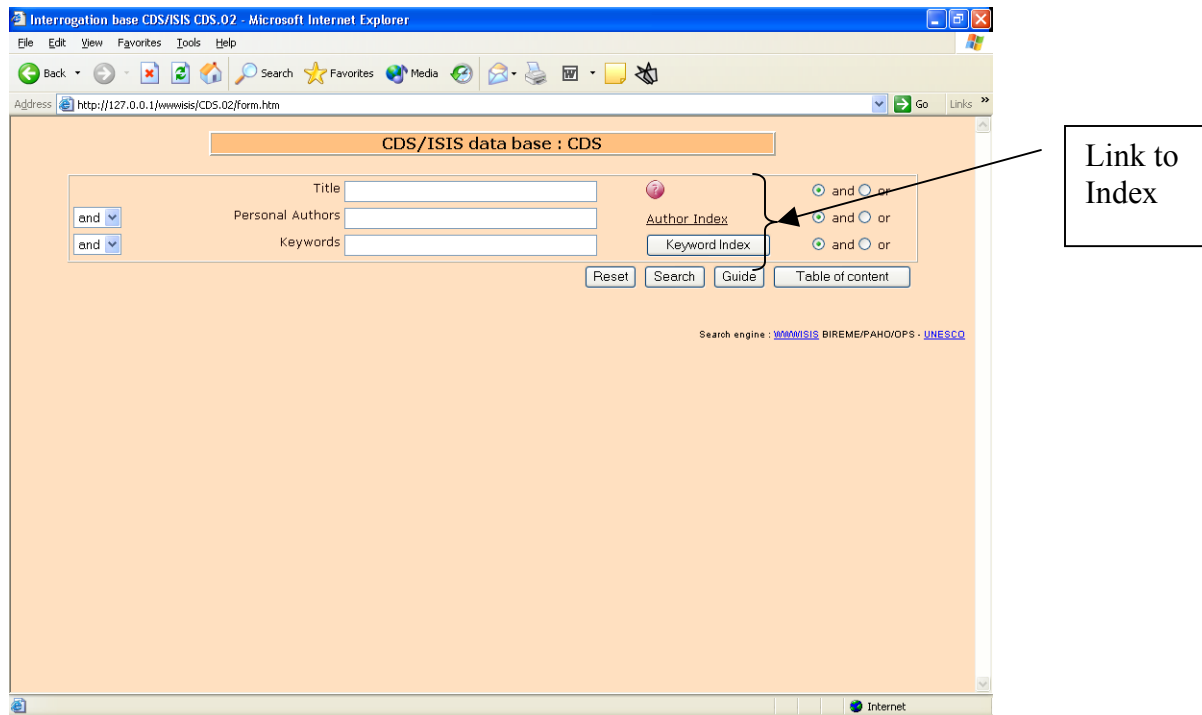 Interrogation base CDS/ISIS CDS.02 - Microsoft Internet Explorer
File Edit View Favorites Tools Help
Back Search Favorites Media
Address http://127.0.0.1/wwwisis/CDS.02/form.htm Go Links »
CDS/ISIS data base : CDS
Link to
Index
Title ? and or
and Personal Authors Author Index and or
and Keywords Keyword Index and or
Reset Search Guide Table of content
Search engine : WWWISIS BIREME/PAHO/OPS - UNESCO
Internet